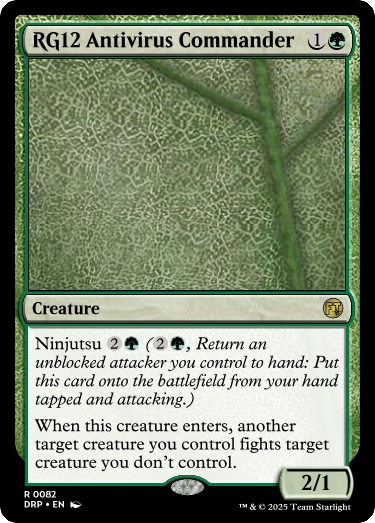 RG12 Antivirus Commander 1
Creature
FT
Ninjutsu 2 (2, Return an
unblocked attacker you control to hand: Put
this card onto the battlefield from your hand
tapped and attacking.)
When this creature enters, another
target creature you control fights target
creature you don't control.
2/1
R 0082
DRP • EN
™ & © 2025 Team Starlight